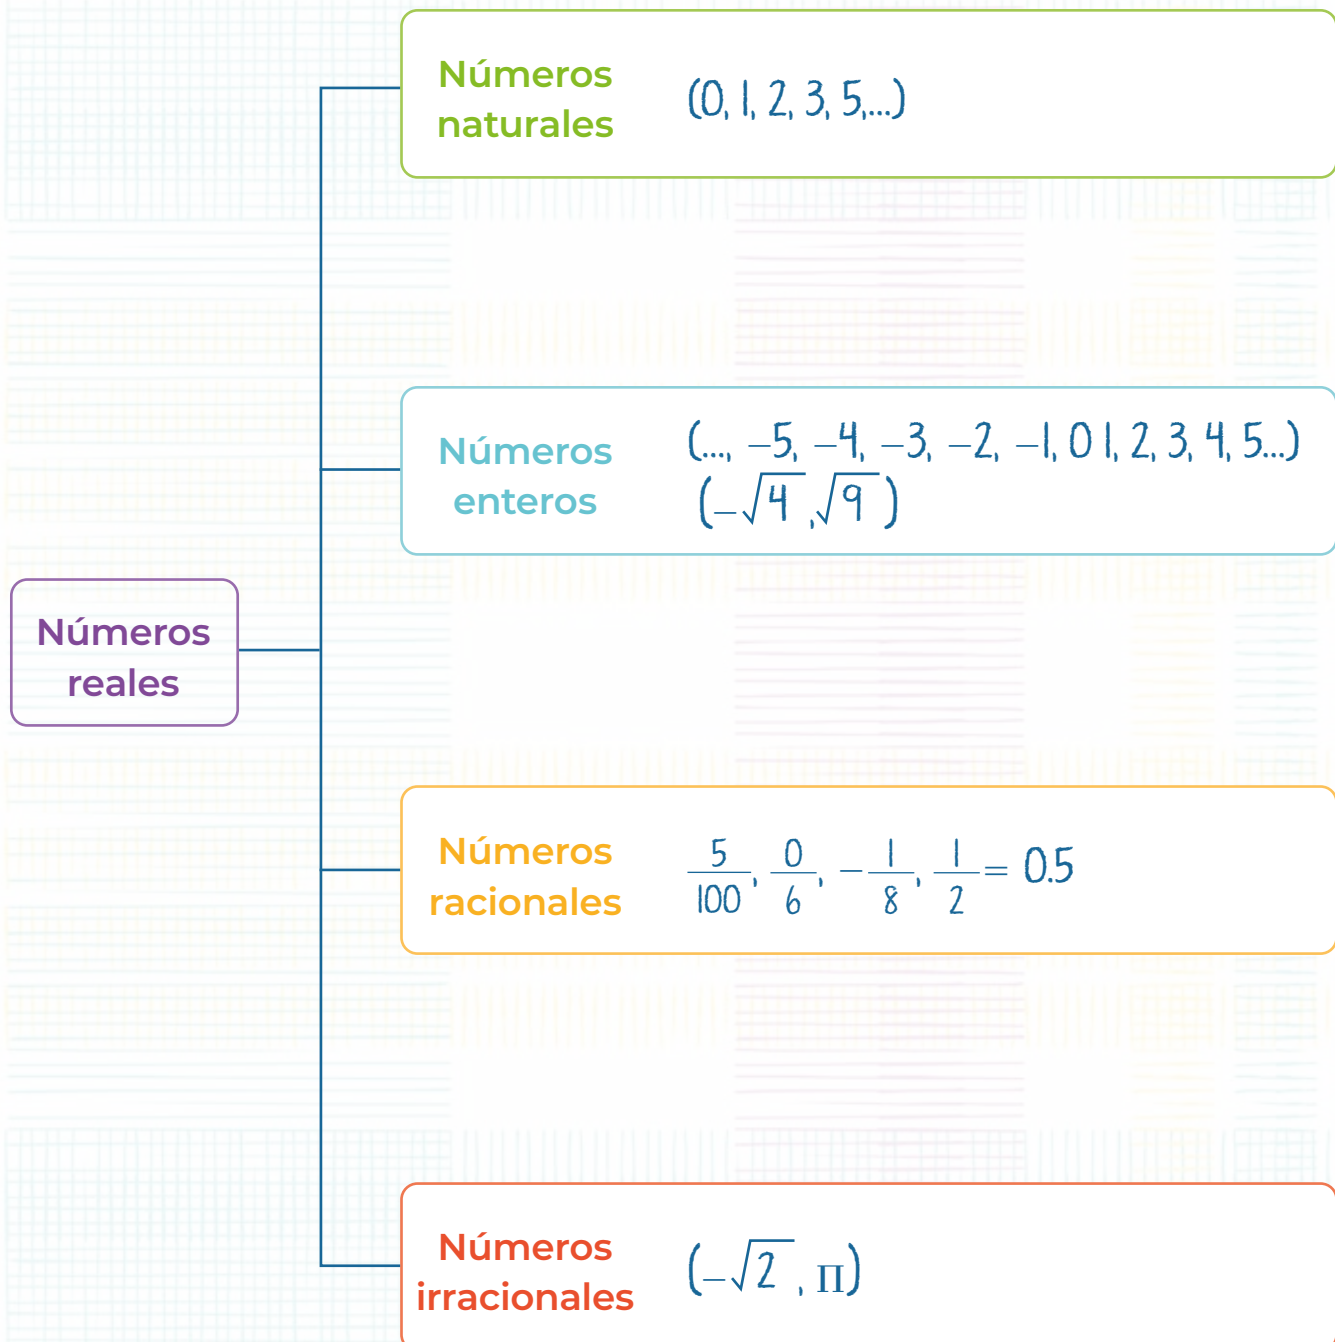 Números
naturales
(0, 1, 2, 3, 5,...)
Números
enteros
(..., −5, −4, −3, −2, −1, 0 1, 2, 3, 4, 5...)
(−√4 ,√9 )
Números
reales
Números
racionales
5/100, 0/6, −1/8, 1/2 = 0.5
Números
irracionales
(−√2 , Π)